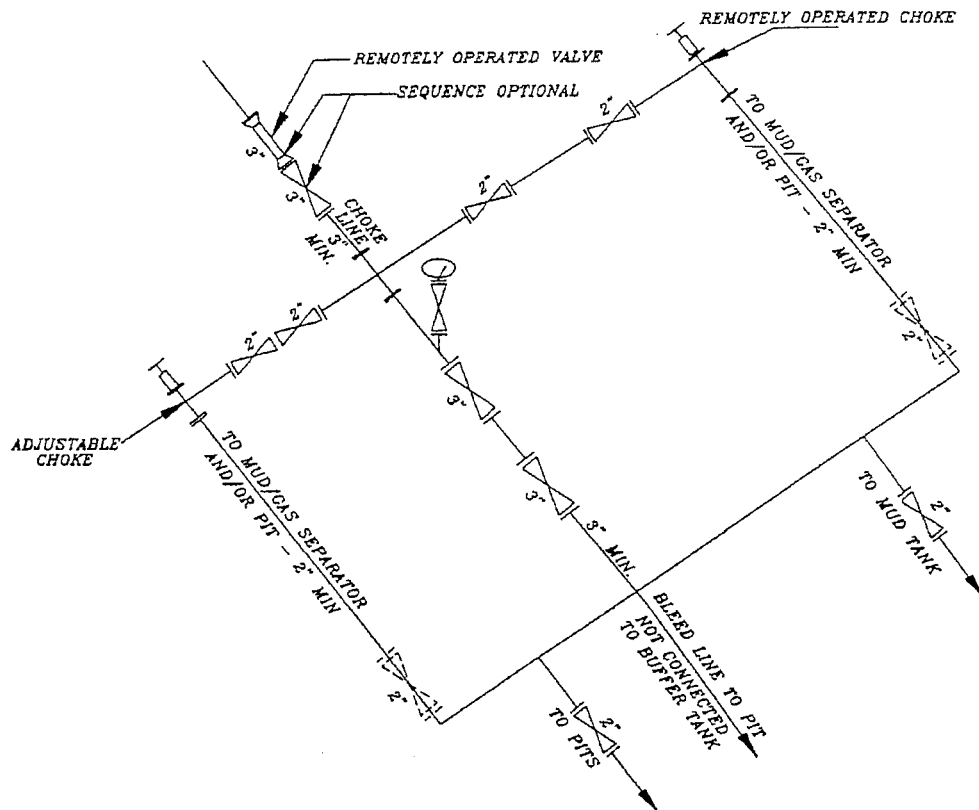 REMOTELY OPERATED CHOKE
REMOTELY OPERATED VALVE
SEQUENCE OPTIONAL
3"
3"
CHOKE
LINE
3"
MIN.
2"
2"
TO MUD/GAS SEPARATOR
AND/OR PIT - 2" MIN
2"
2"
2"
ADJUSTABLE
CHOKE
TO MUD/GAS SEPARATOR
AND/OR PIT - 2" MIN
2"
3"
3"
3" MIN.
BLEED LINE TO PIT
NOT CONNECTED
TO BUFFER TANK
2"
TO MUD TANK
2"
TO PITS